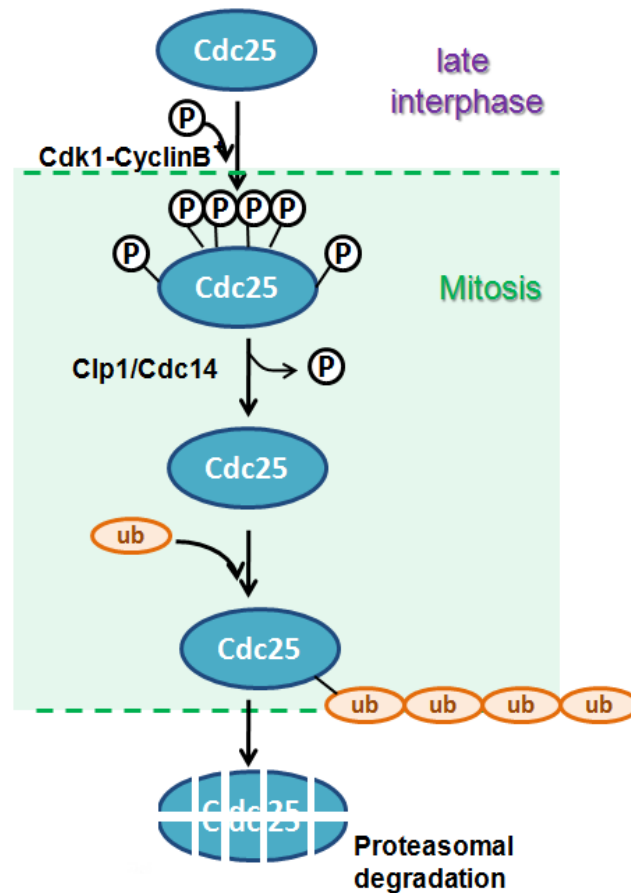 Cdc25
late
interphase
P
Cdk1-CyclinB
P P P P
P P
Cdc25
Mitosis
Clp1/Cdc14
P
Cdc25
ub
Cdc25
ub ub ub ub
Cdc25
Proteasomal
degradation